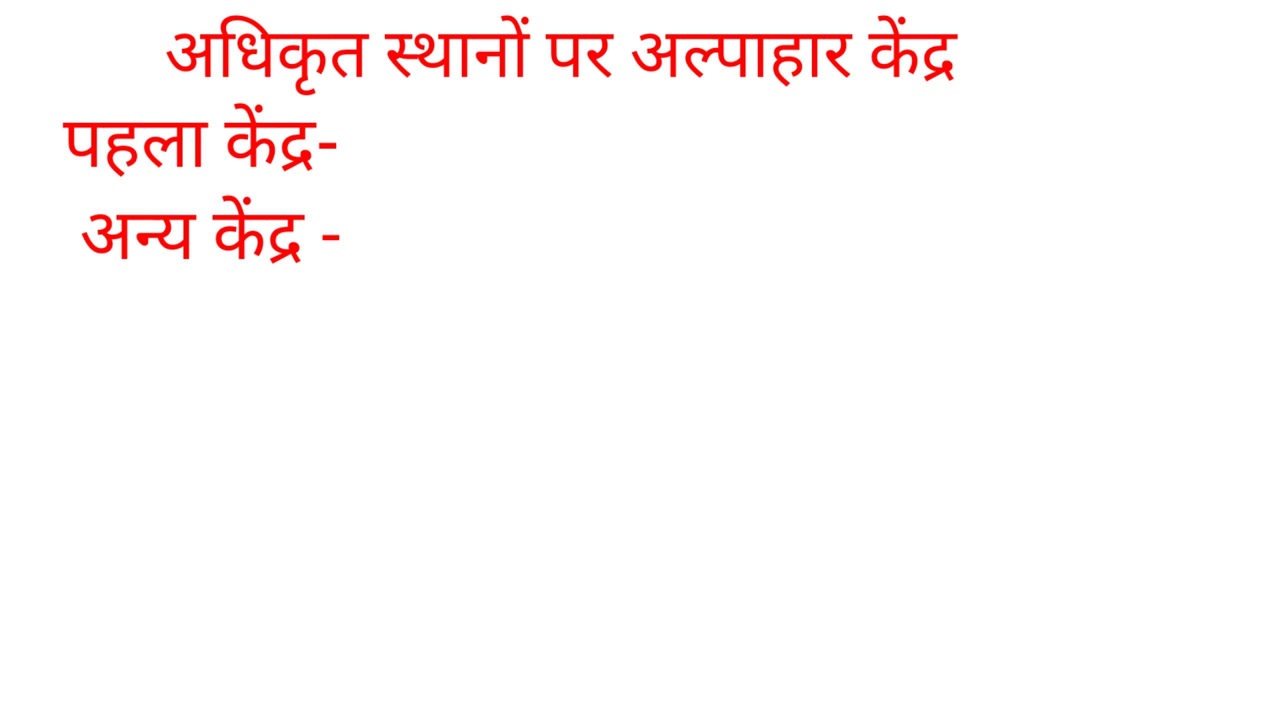 अधिकृत स्थानों पर अल्पाहार केंद्र
पहला केंद्र-
अन्य केंद्र -